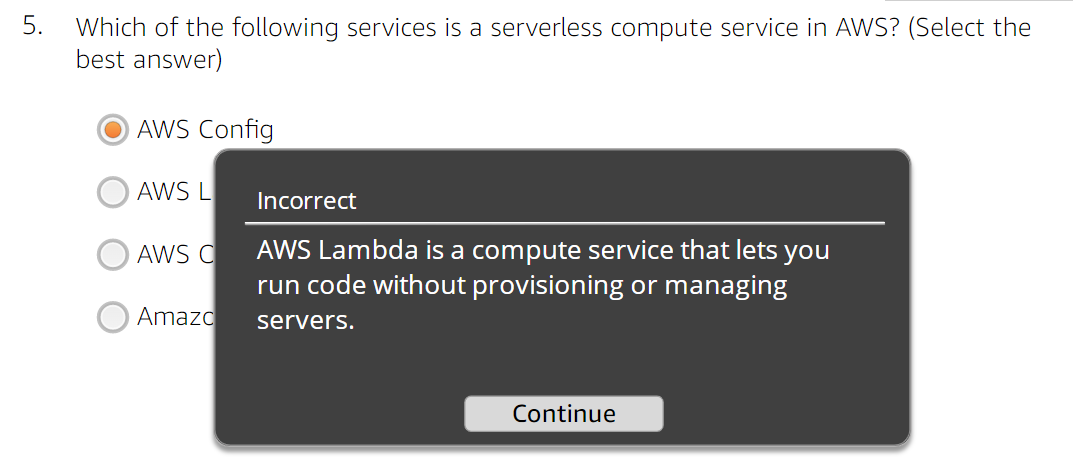 5. Which of the following services is a serverless compute service in AWS? (Select the
best answer)
AWS Config
AWS L
AWS
Incorrect
AWS Lambda is a compute service that lets you
run code without provisioning or managing
servers.
Continue